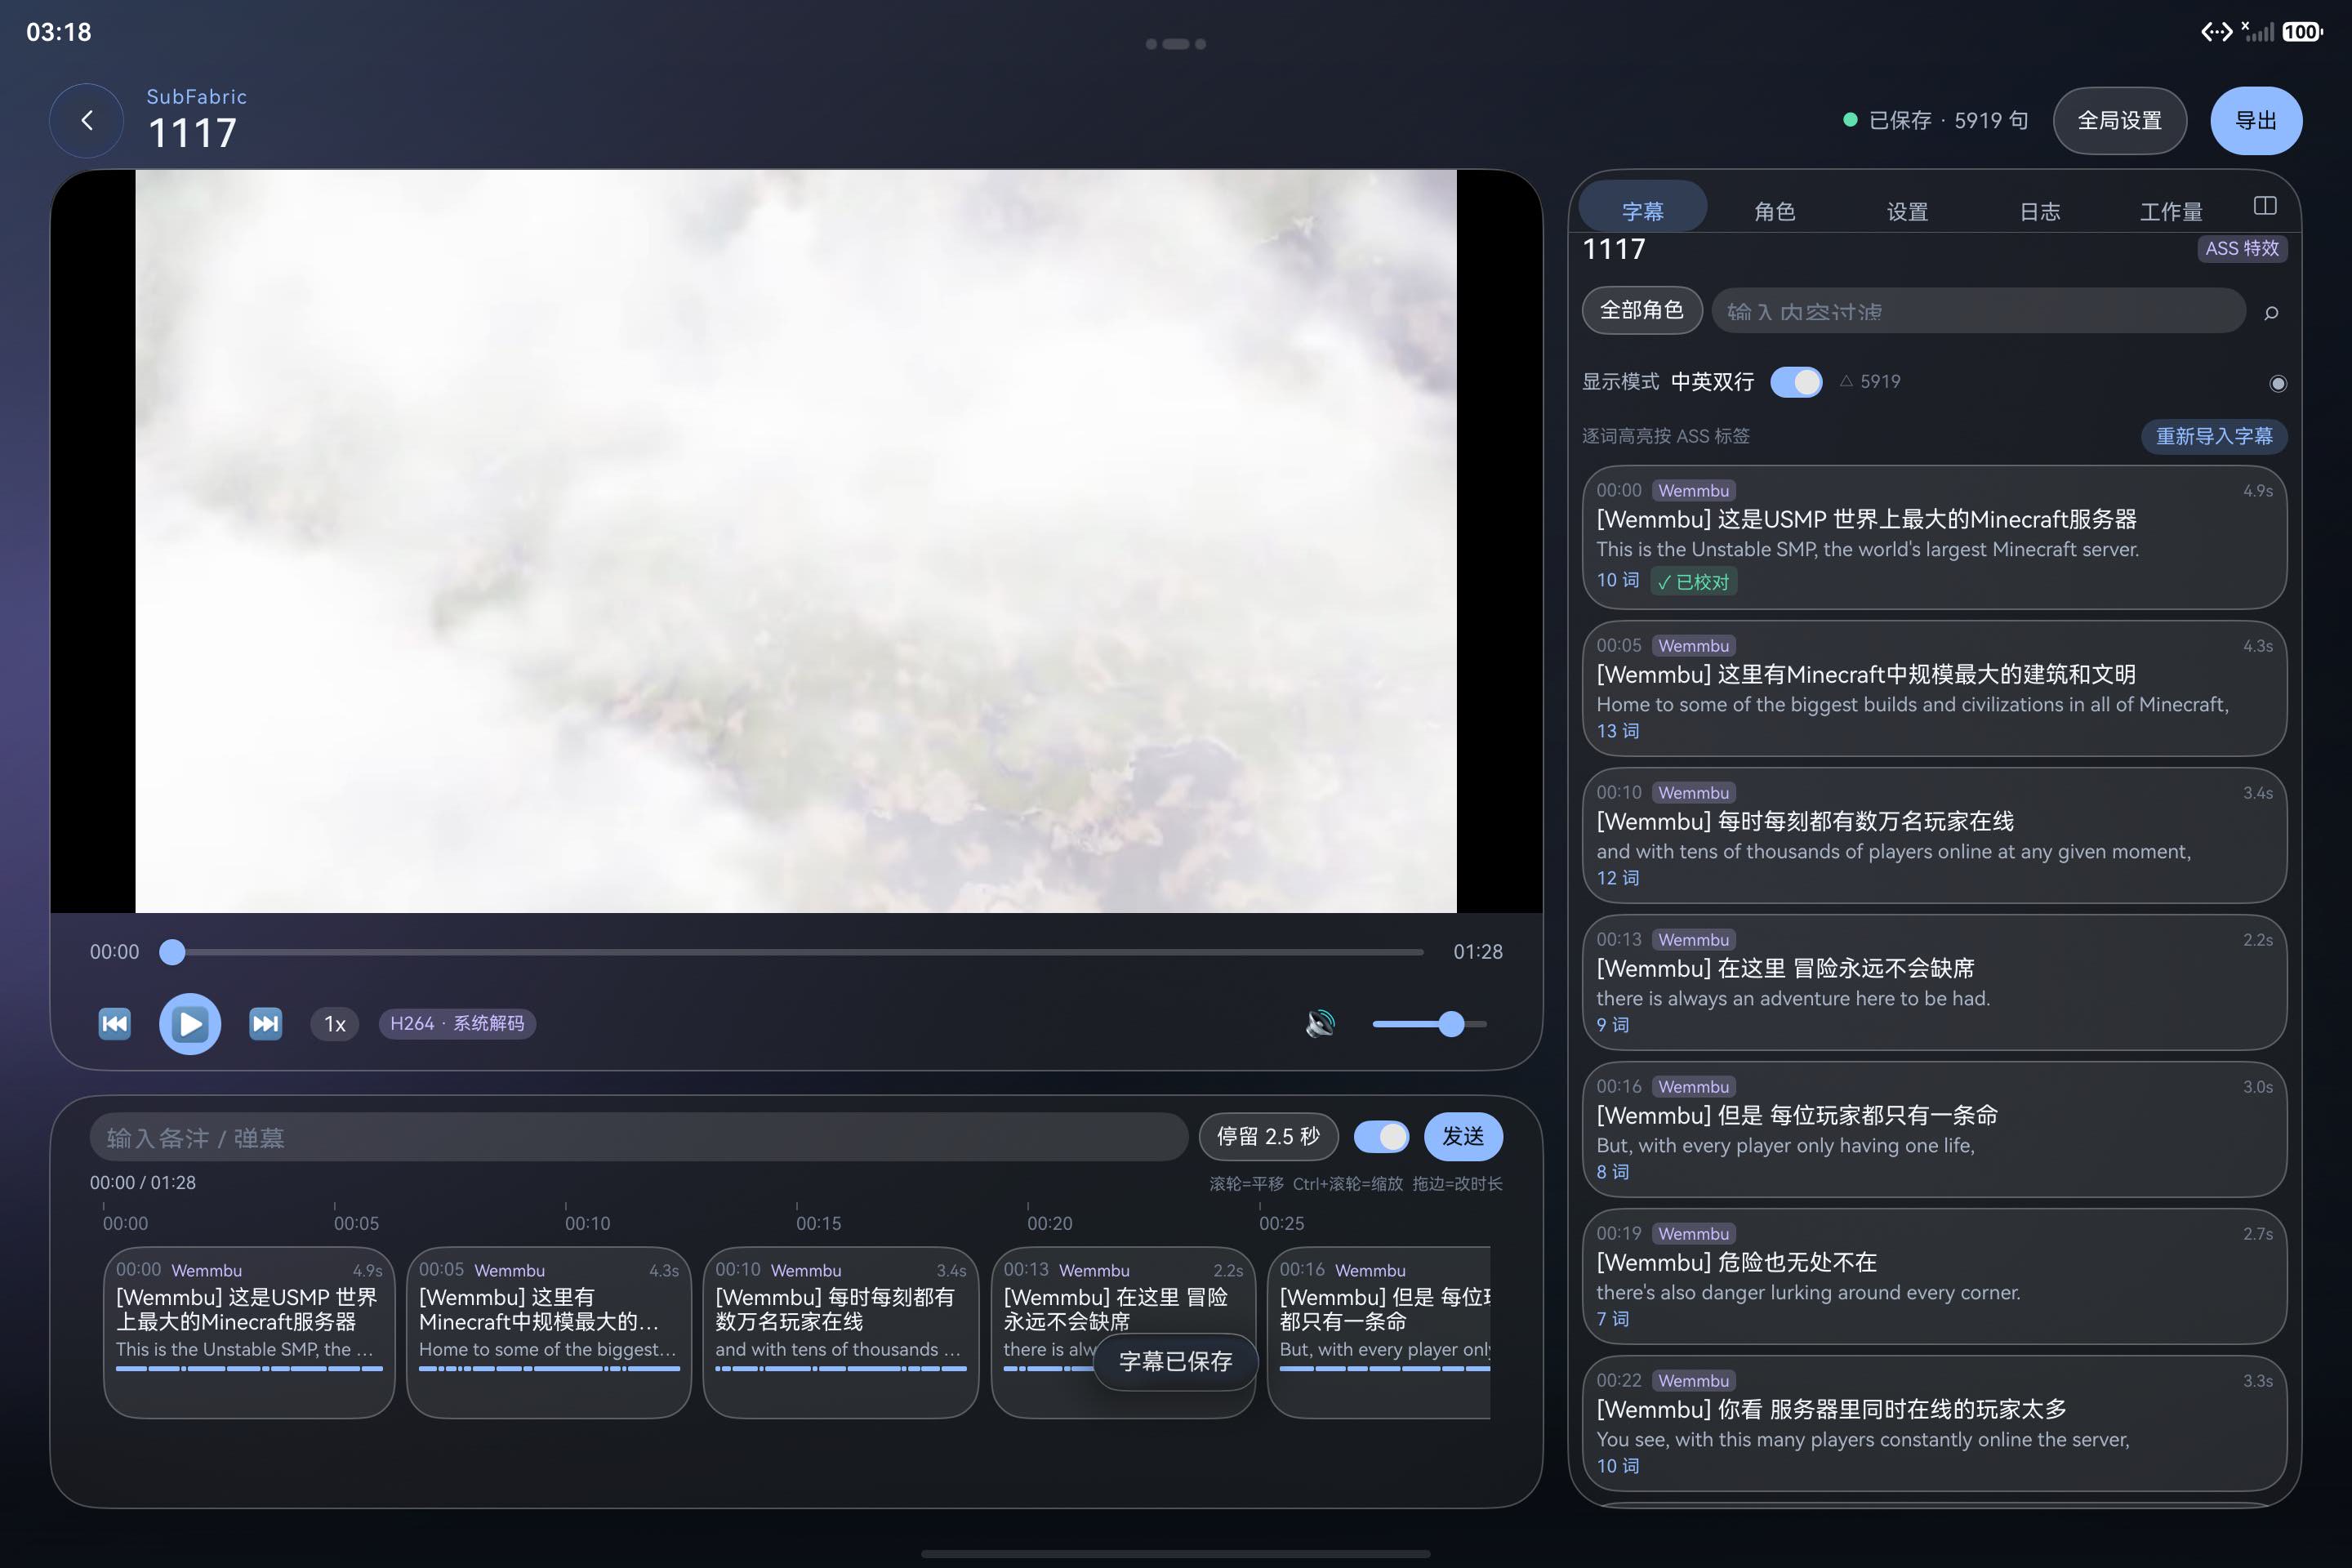 03:18
100
SubFabric
1117
已保存 · 5919 句
全局设置
导出
00:00
01:28
1x
H264 · 系统解码
输入备注 / 弹幕
停留 2.5 秒
发送
00:00 / 01:28
滚轮=平移 Ctrl+滚轮=缩放 拖边=改时长
00:00
00:05
00:10
00:15
00:20
00:25
00:00 Wemmbu 4.9s
[Wemmbu] 这是USMP 世界
上最大的Minecraft服务器
This is the Unstable SMP, the ...
00:05 Wemmbu 4.3s
[Wemmbu] 这里有
Minecraft中规模最大的...
Home to some of the biggest...
00:10 Wemmbu 3.4s
[Wemmbu] 每时每刻都有
数万名玩家在线
and with tens of thousands ...
00:13 Wemmbu 2.2s
[Wemmbu] 在这里 冒险
永远不会缺席
there is alw
00:16 Wemmbu
[Wemmbu] 但是 每位
都只有一条命
But, with every player onl
字幕已保存
字幕
角色
设置
日志
工作量
1117
ASS 特效
全部角色
输入内容过滤
显示模式 中英双行
△ 5919
逐词高亮按 ASS 标签
重新导入字幕
00:00 Wemmbu 4.9s
[Wemmbu] 这是USMP 世界上最大的Minecraft服务器
This is the Unstable SMP, the world's largest Minecraft server.
10 词 ✓ 已校对
00:05 Wemmbu 4.3s
[Wemmbu] 这里有Minecraft中规模最大的建筑和文明
Home to some of the biggest builds and civilizations in all of Minecraft,
13 词
00:10 Wemmbu 3.4s
[Wemmbu] 每时每刻都有数万名玩家在线
and with tens of thousands of players online at any given moment,
12 词
00:13 Wemmbu 2.2s
[Wemmbu] 在这里 冒险永远不会缺席
there is always an adventure here to be had.
9 词
00:16 Wemmbu 3.0s
[Wemmbu] 但是 每位玩家都只有一条命
But, with every player only having one life,
8 词
00:19 Wemmbu 2.7s
[Wemmbu] 危险也无处不在
there's also danger lurking around every corner.
7 词
00:22 Wemmbu 3.3s
[Wemmbu] 你看 服务器里同时在线的玩家太多
You see, with this many players constantly online the server,
10 词